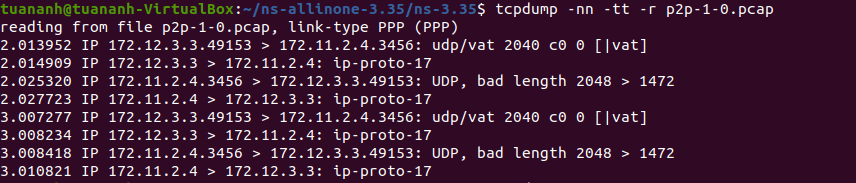 tuananh@tuananh-VirtualBox:~/ns-allinone-3.35/ns-3.35$ tcpdump -nn -tt -r p2p-1-0.pcap
reading from file p2p-1-0.pcap, link-type PPP (PPP)
2.013952 IP 172.12.3.3.49153 > 172.11.2.4.3456: udp/vat 2040 c0 0 [|vat]
2.014909 IP 172.12.3.3 > 172.11.2.4: ip-proto-17
2.025320 IP 172.11.2.4.3456 > 172.12.3.3.49153: UDP, bad length 2048 > 1472
2.027723 IP 172.11.2.4 > 172.12.3.3: ip-proto-17
3.007277 IP 172.12.3.3.49153 > 172.11.2.4.3456: udp/vat 2040 c0 0 [|vat]
3.008234 IP 172.12.3.3 > 172.11.2.4: ip-proto-17
3.008418 IP 172.11.2.4.3456 > 172.12.3.3.49153: UDP, bad length 2048 > 1472
3.010821 IP 172.11.2.4 > 172.12.3.3: ip-proto-17